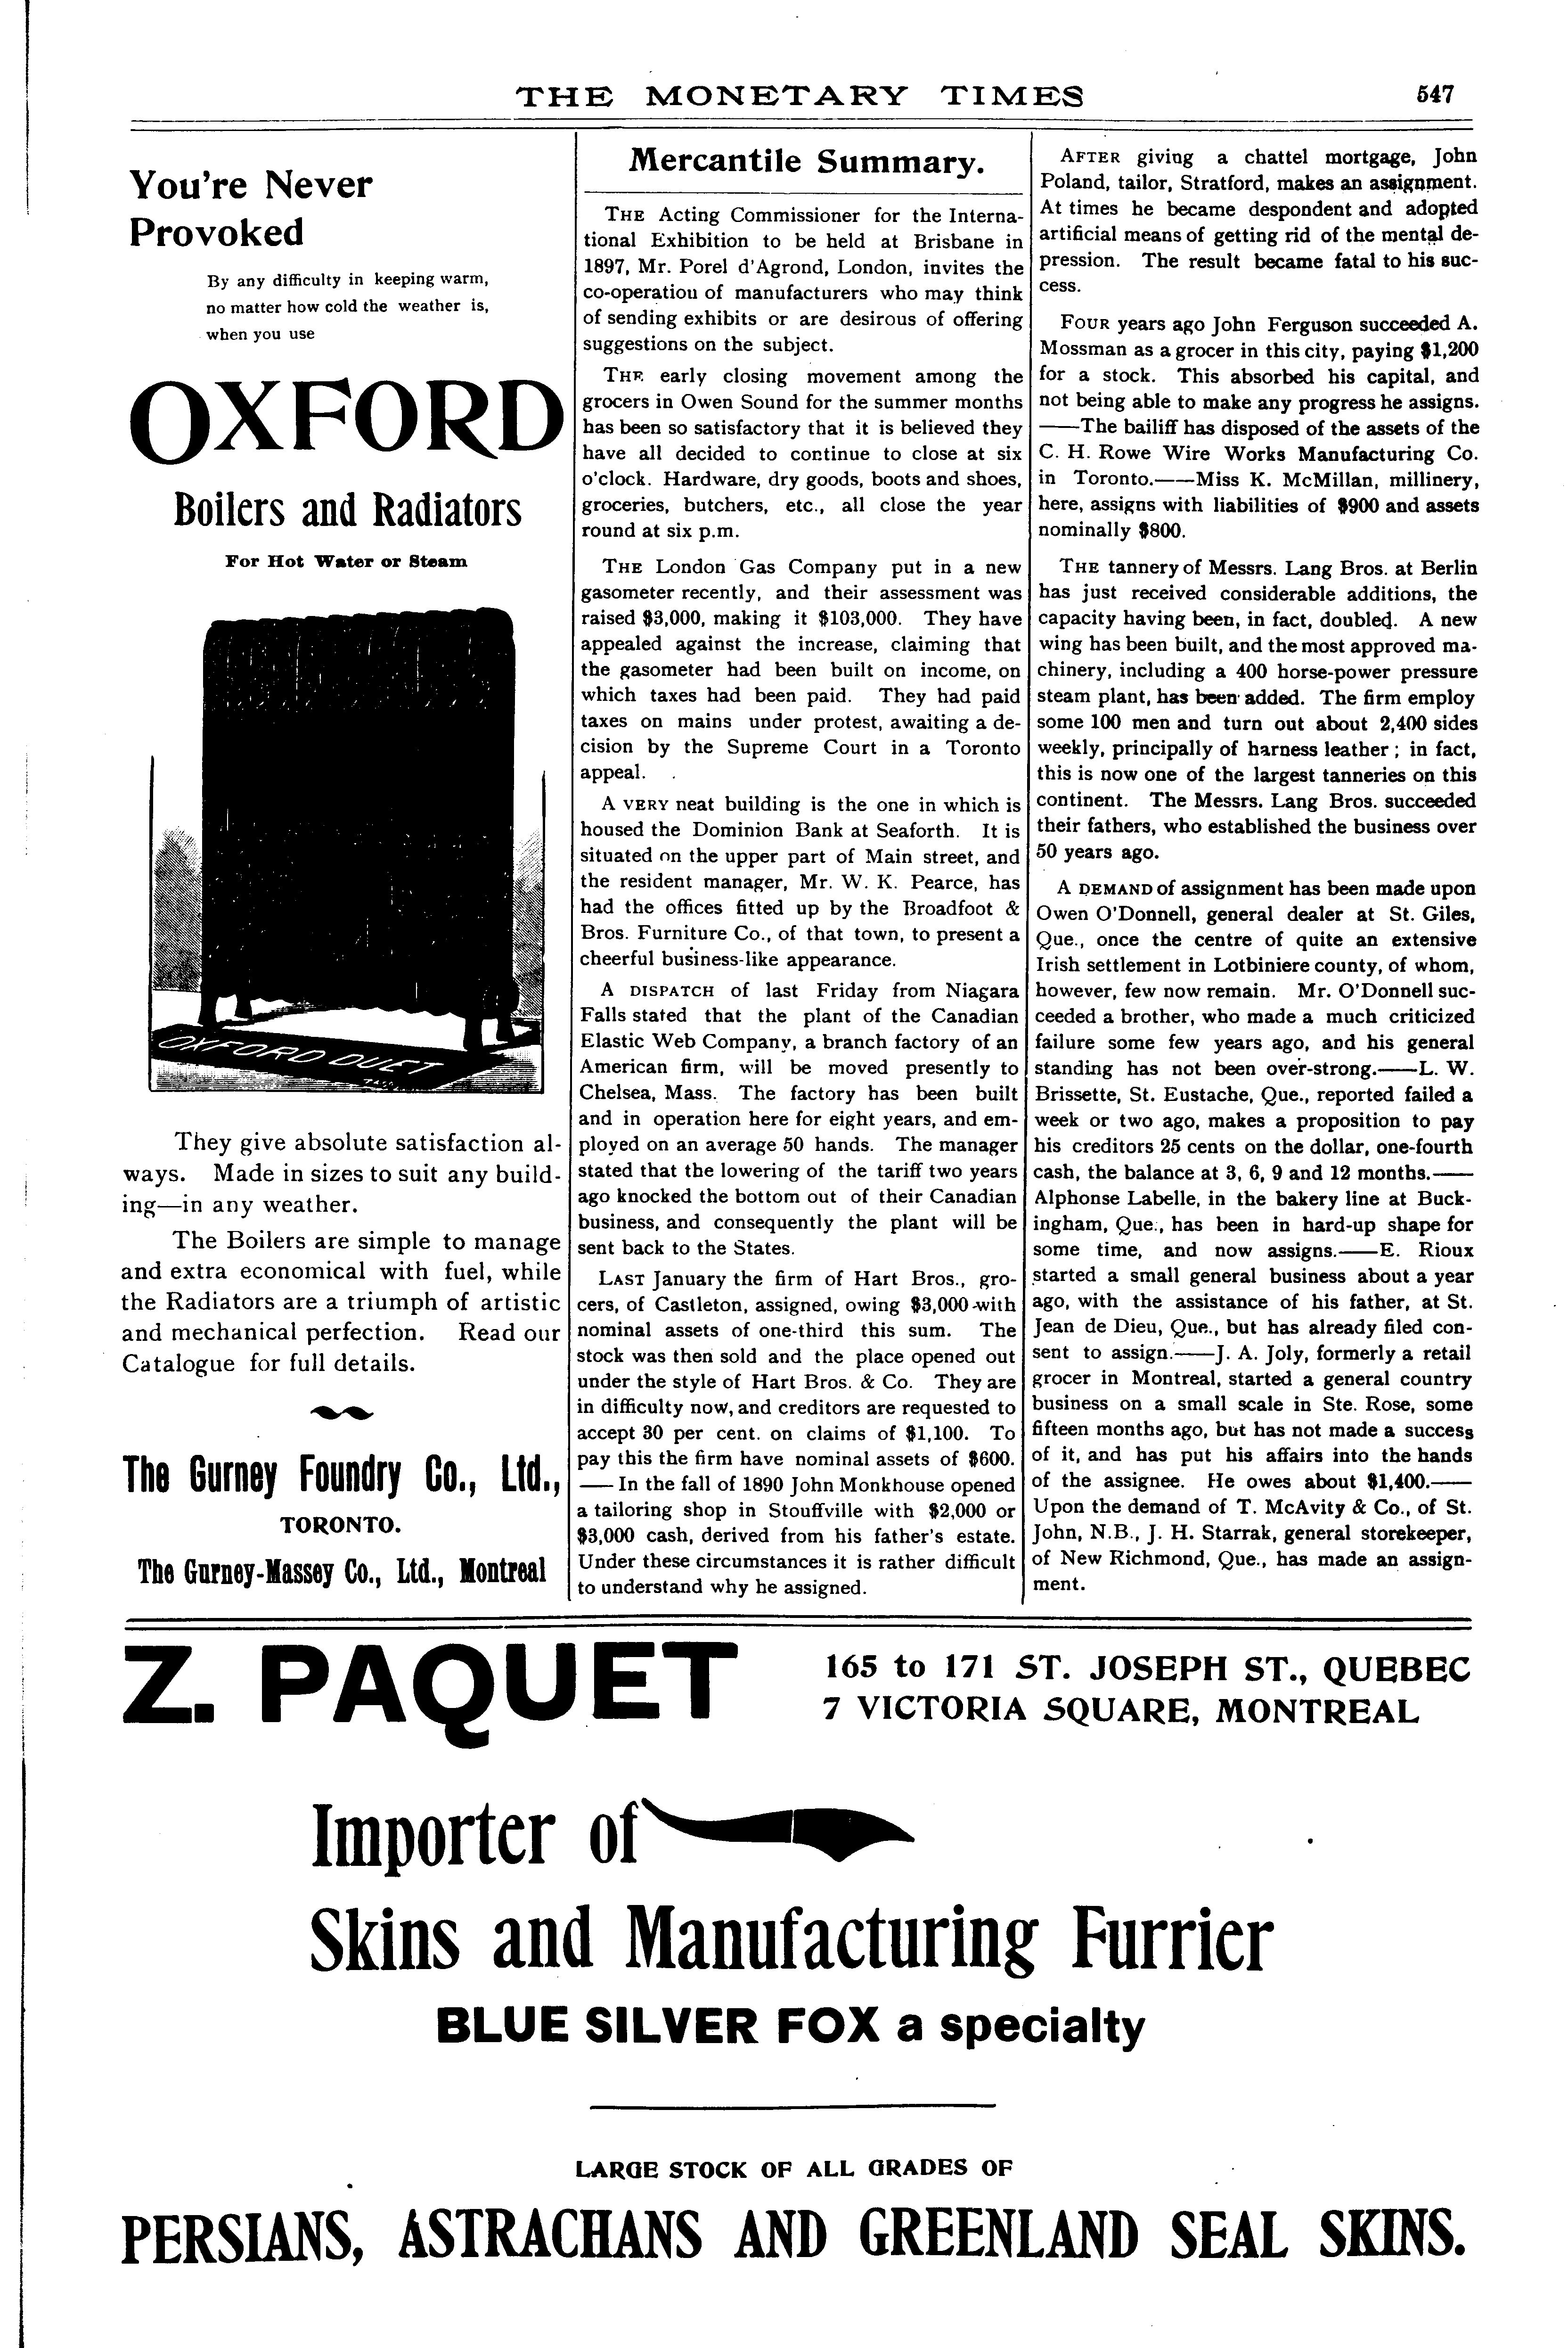 THE MONETARY TIMES 547
You're Never
Provoked
By any difficulty in keeping warm,
no matter how cold the weather is,
when you use
OXFORD
Boilers and Radiators
For Hot Water or Steam
OXFORD DUET
They give absolute satisfaction al-
ways. Made in sizes to suit any build-
ing—in any weather.
The Boilers are simple to manage
and extra economical with fuel, while
the Radiators are a triumph of artistic
and mechanical perfection. Read our
Catalogue for full details.
The Gurney Foundry Co., Ltd.,
TORONTO.
The Gurney-Massey Co., Ltd., Montreal
Mercantile Summary.
THE Acting Commissioner for the Interna-
tional Exhibition to be held at Brisbane in
1897, Mr. Porel d'Agrond, London, invites the
co-operatiou of manufacturers who may think
of sending exhibits or are desirous of offering
suggestions on the subject.
THE early closing movement among the
grocers in Owen Sound for the summer months
has been so satisfactory that it is believed they
have all decided to continue to close at six
o'clock. Hardware, dry goods, boots and shoes,
groceries, butchers, etc., all close the year
round at six p.m.
THE London Gas Company put in a new
gasometer recently, and their assessment was
raised $3,000, making it $103,000. They have
appealed against the increase, claiming that
the gasometer had been built on income, on
which taxes had been paid. They had paid
taxes on mains under protest, awaiting a de-
cision by the Supreme Court in a Toronto
appeal.
A VERY neat building is the one in which is
housed the Dominion Bank at Seaforth. It is
situated on the upper part of Main street, and
the resident manager, Mr. W. K. Pearce, has
had the offices fitted up by the Broadfoot &
Bros. Furniture Co., of that town, to present a
cheerful business-like appearance.
A DISPATCH of last Friday from Niagara
Falls stated that the plant of the Canadian
Elastic Web Company, a branch factory of an
American firm, will be moved presently to
Chelsea, Mass. The factory has been built
and in operation here for eight years, and em-
ployed on an average 50 hands. The manager
stated that the lowering of the tariff two years
ago knocked the bottom out of their Canadian
business, and consequently the plant will be
sent back to the States.
LAST January the firm of Hart Bros., gro-
cers, of Castleton, assigned, owing $3,000 with
nominal assets of one-third this sum. The
stock was then sold and the place opened out
under the style of Hart Bros. & Co. They are
in difficulty now, and creditors are requested to
accept 30 per cent. on claims of $1,100. To
pay this the firm have nominal assets of $600.
——In the fall of 1890 John Monkhouse opened
a tailoring shop in Stouffville with $2,000 or
$3,000 cash, derived from his father's estate.
Under these circumstances it is rather difficult
to understand why he assigned.
AFTER giving a chattel mortgage, John
Poland, tailor, Stratford, makes an assignment.
At times he became despondent and adopted
artificial means of getting rid of the mental de-
pression. The result became fatal to his suc-
cess.
FOUR years ago John Ferguson succeeded A.
Mossman as a grocer in this city, paying $1,200
for a stock. This absorbed his capital, and
not being able to make any progress he assigns.
——The bailiff has disposed of the assets of the
C. H. Rowe Wire Works Manufacturing Co.
in Toronto.——Miss K. McMillan, millinery,
here, assigns with liabilities of $900 and assets
nominally $800.
THE tannery of Messrs. Lang Bros. at Berlin
has just received considerable additions, the
capacity having been, in fact, doubled. A new
wing has been built, and the most approved ma-
chinery, including a 400 horse-power pressure
steam plant, has been added. The firm employ
some 100 men and turn out about 2,400 sides
weekly, principally of harness leather; in fact,
this is now one of the largest tanneries on this
continent. The Messrs. Lang Bros. succeeded
their fathers, who established the business over
50 years ago.
A DEMAND of assignment has been made upon
Owen O'Donnell, general dealer at St. Giles,
Que., once the centre of quite an extensive
Irish settlement in Lotbiniere county, of whom,
however, few now remain. Mr. O'Donnell suc-
ceeded a brother, who made a much criticized
failure some few years ago, and his general
standing has not been over-strong.——L. W.
Brissette, St. Eustache, Que., reported failed a
week or two ago, makes a proposition to pay
his creditors 25 cents on the dollar, one-fourth
cash, the balance at 3, 6, 9 and 12 months.——
Alphonse Labelle, in the bakery line at Buck-
ingham, Que., has been in hard-up shape for
some time, and now assigns.——E. Rioux
started a small general business about a year
ago, with the assistance of his father, at St.
Jean de Dieu, Que., but has already filed con-
sent to assign.——J. A. Joly, formerly a retail
grocer in Montreal, started a general country
business on a small scale in Ste. Rose, some
fifteen months ago, but has not made a success
of it, and has put his affairs into the hands
of the assignee. He owes about $1,400.——
Upon the demand of T. McAvity & Co., of St.
John, N.B., J. H. Starrak, general storekeeper,
of New Richmond, Que., has made an assign-
ment.
Z. PAQUET
165 to 171 ST. JOSEPH ST., QUEBEC
7 VICTORIA SQUARE, MONTREAL
Importer of
Skins and Manufacturing Furrier
BLUE SILVER FOX a specialty
LARGE STOCK OF ALL GRADES OF
PERSIANS, ASTRACHANS AND GREENLAND SEAL SKINS.